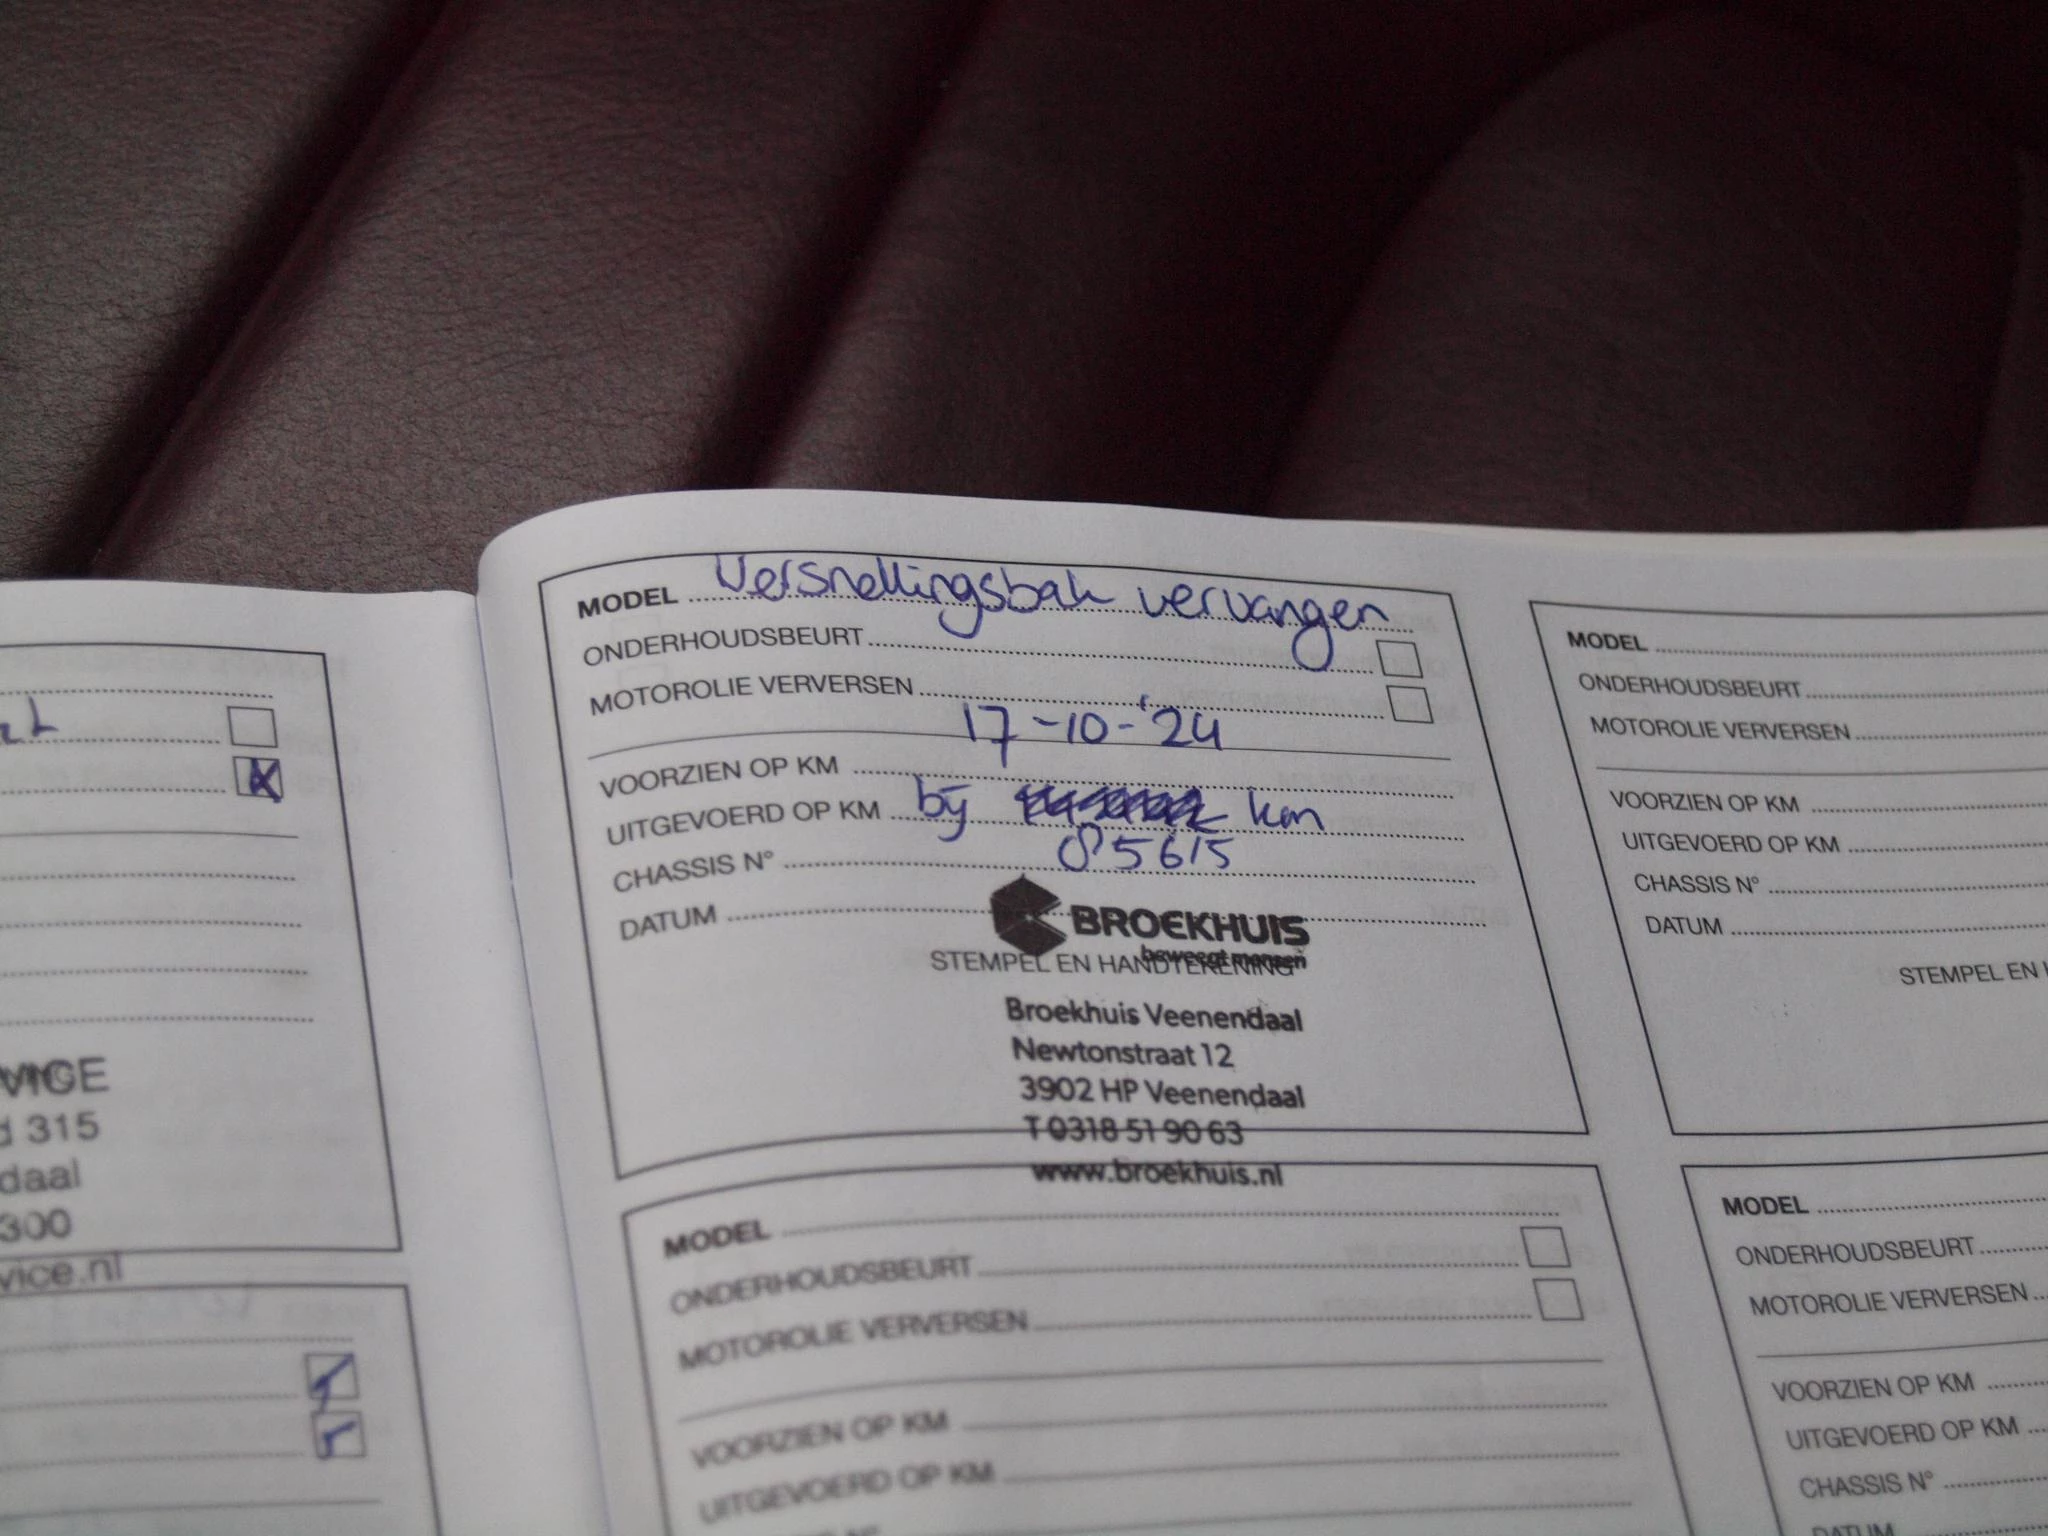 MODEL Versnellingsbak vervangen
ONDERHOUDSBEURT
MOTOROLIE VERVERSEN
17-10-'24
VOORZIEN OP KM
UITGEVOERD OP KM bij km
85615
CHASSIS N°
DATUM
BROEKHUIS
beweegt mensen
STEMPEL EN HANDTEKENING
Broekhuis Veenendaal
Newtonstraat 12
3902 HP Veenendaal
T 0318 51 90 63
www.broekhuis.nl
MODEL
ONDERHOUDSBEURT
MOTOROLIE VERVERSEN
VOORZIEN OP KM
UITGEVOERD OP KM
MODEL
ONDERHOUDSBEURT
MOTOROLIE VERVERSEN
VOORZIEN OP KM
UITGEVOERD OP KM
CHASSIS N°
DATUM
STEMPEL EN
MODEL
ONDERHOUDSBEURT
MOTOROLIE VERVERSEN
VOORZIEN OP KM
UITGEVOERD OP KM
CHASSIS N°
DATUM
VICE
d 315
daal
300
vice.nl